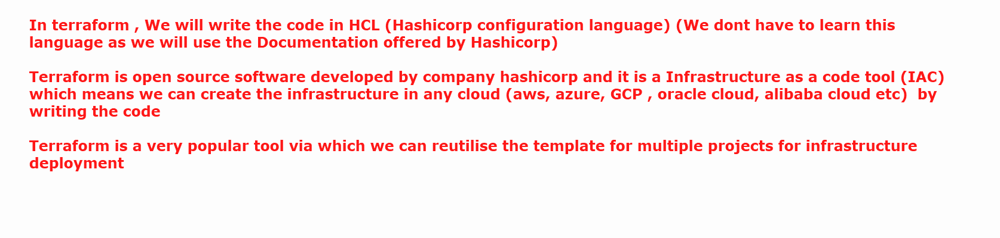 In terraform , We will write the code in HCL (Hashicorp configuration language) (We dont have to learn this
language as we will use the Documentation offered by Hashicorp)
Terraform is open source software developed by company hashicorp and it is a Infrastructure as a code tool (IAC)
which means we can create the infrastructure in any cloud (aws, azure, GCP , oracle cloud, alibaba cloud etc)  by
writing the code
Terraform is a very popular tool via which we can reutilise the template for multiple projects for infrastructure
deployment